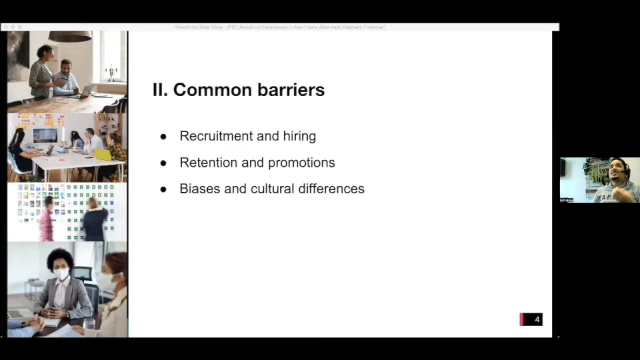 II. Common barriers
● Recruitment and hiring
● Retention and promotions
● Biases and cultural differences
4